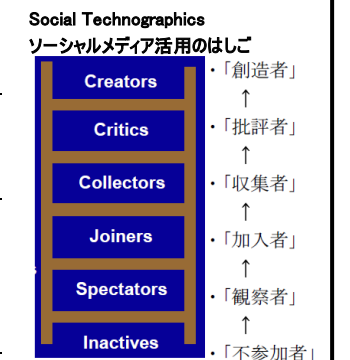 Social Technographics
ソーシャルメディア活用のはしご
Creators
・「創造者」
↑
Critics
・「批評者」
↑
Collectors
・「収集者」
↑
Joiners
・「加入者」
↑
Spectators
・「観察者」
↑
Inactives
・「不参加者」